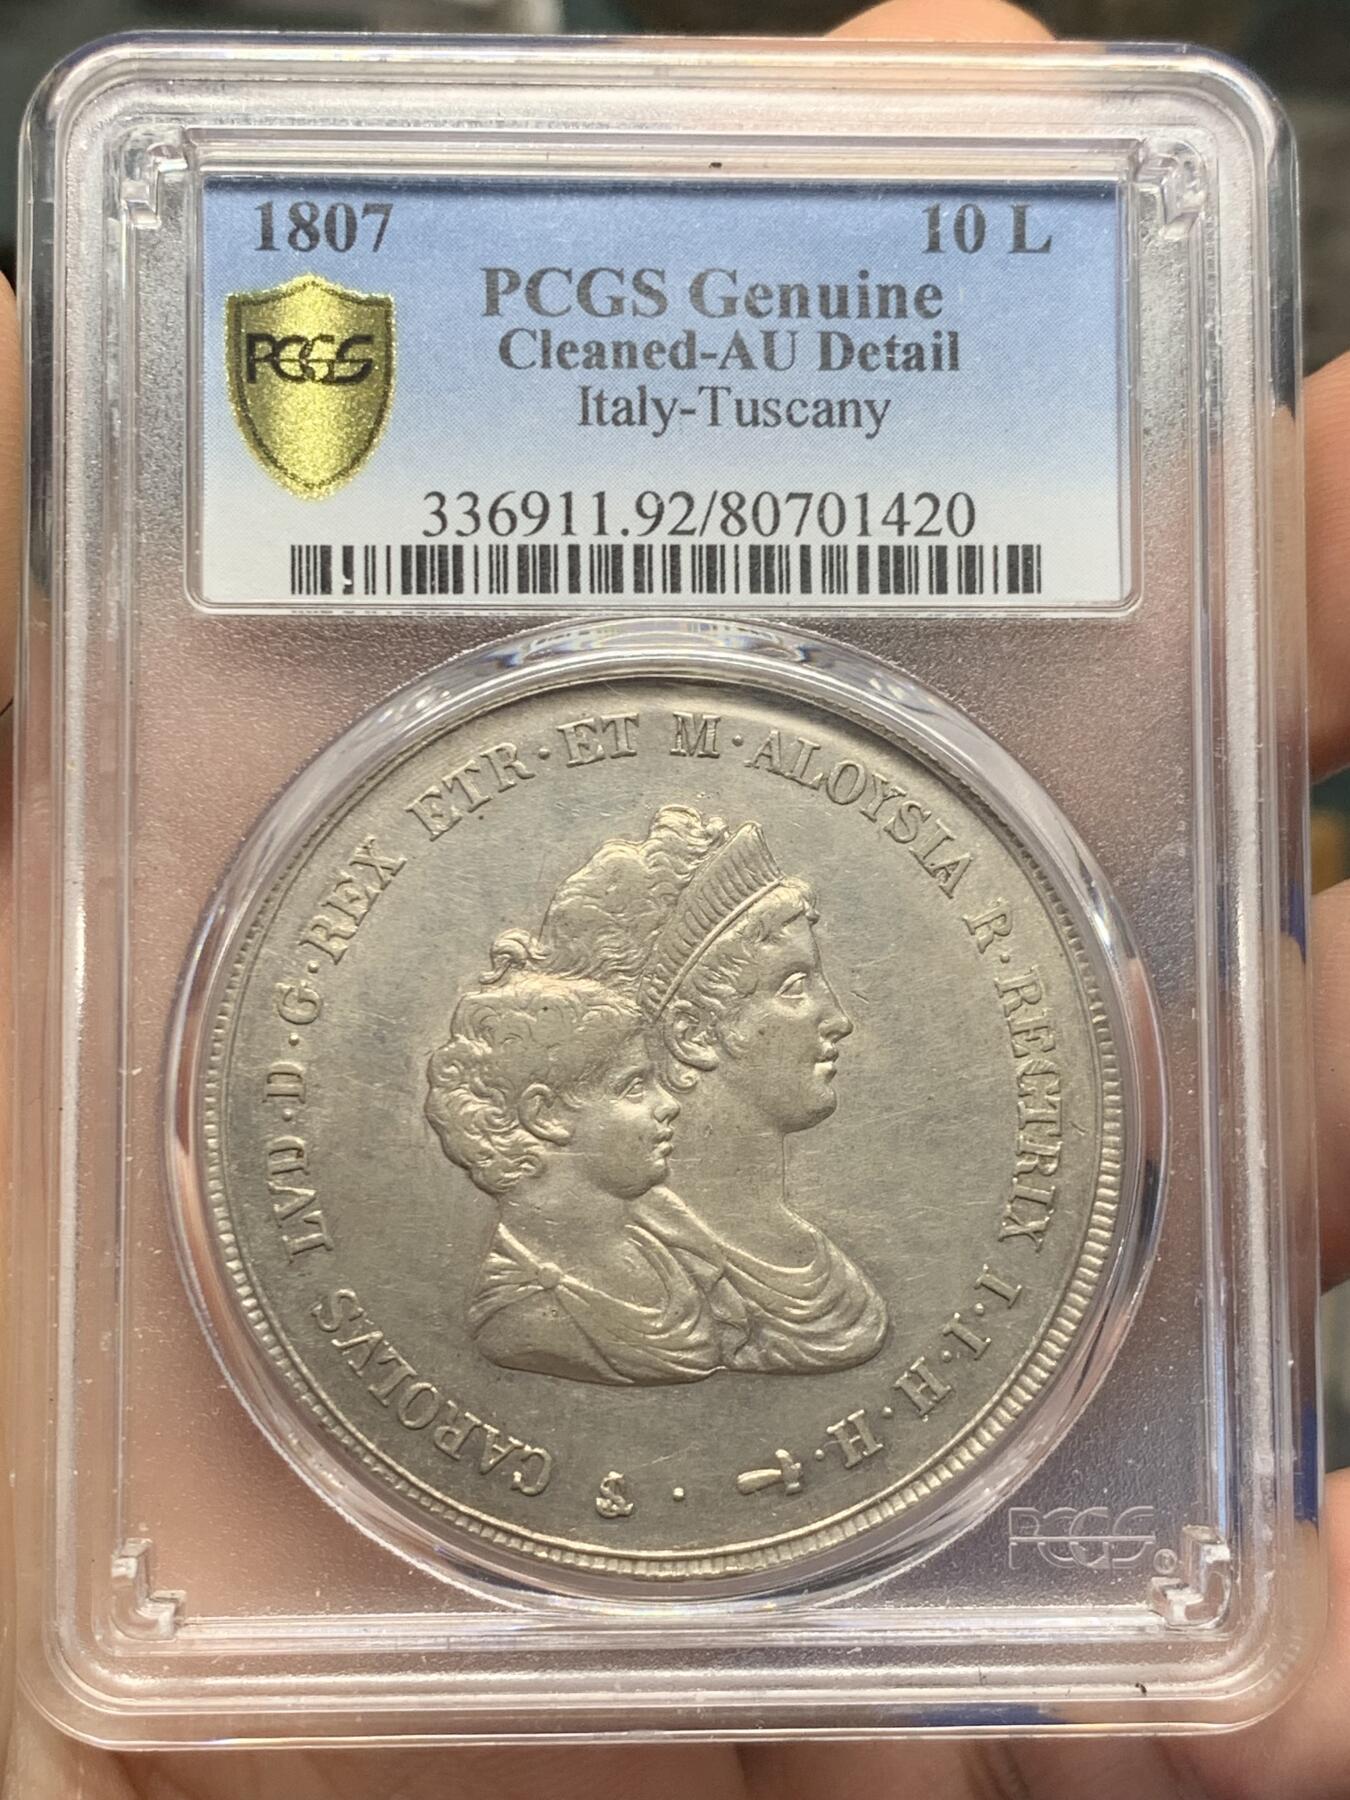 1807 10 L
PCGS Genuine
Cleaned-AU Detail
PCGS
Italy-Tuscany
336911.92/80701420
CAROLVS LVD·D·G·REX ETR·ET M·ALOYSIA R·RECTRIX I·I·H·H·
PCGS®